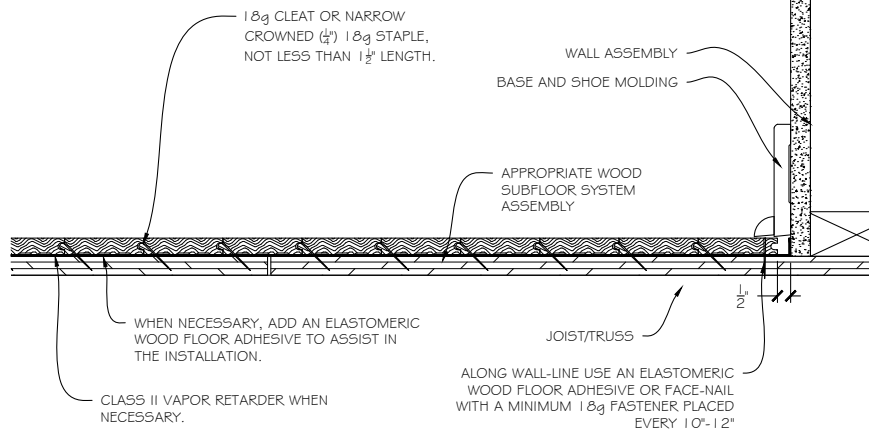 18g CLEAT OR NARROW
CROWNED (1/4") 18g STAPLE,
NOT LESS THAN 1 1/2" LENGTH.
WALL ASSEMBLY
BASE AND SHOE MOLDING
APPROPRIATE WOOD
SUBFLOOR SYSTEM
ASSEMBLY
1/2"
WHEN NECESSARY, ADD AN ELASTOMERIC
WOOD FLOOR ADHESIVE TO ASSIST IN
THE INSTALLATION.
JOIST/TRUSS
CLASS II VAPOR RETARDER WHEN
NECESSARY.
ALONG WALL-LINE USE AN ELASTOMERIC
WOOD FLOOR ADHESIVE OR FACE-NAIL
WITH A MINIMUM 18g FASTENER PLACED
EVERY 10"-12"